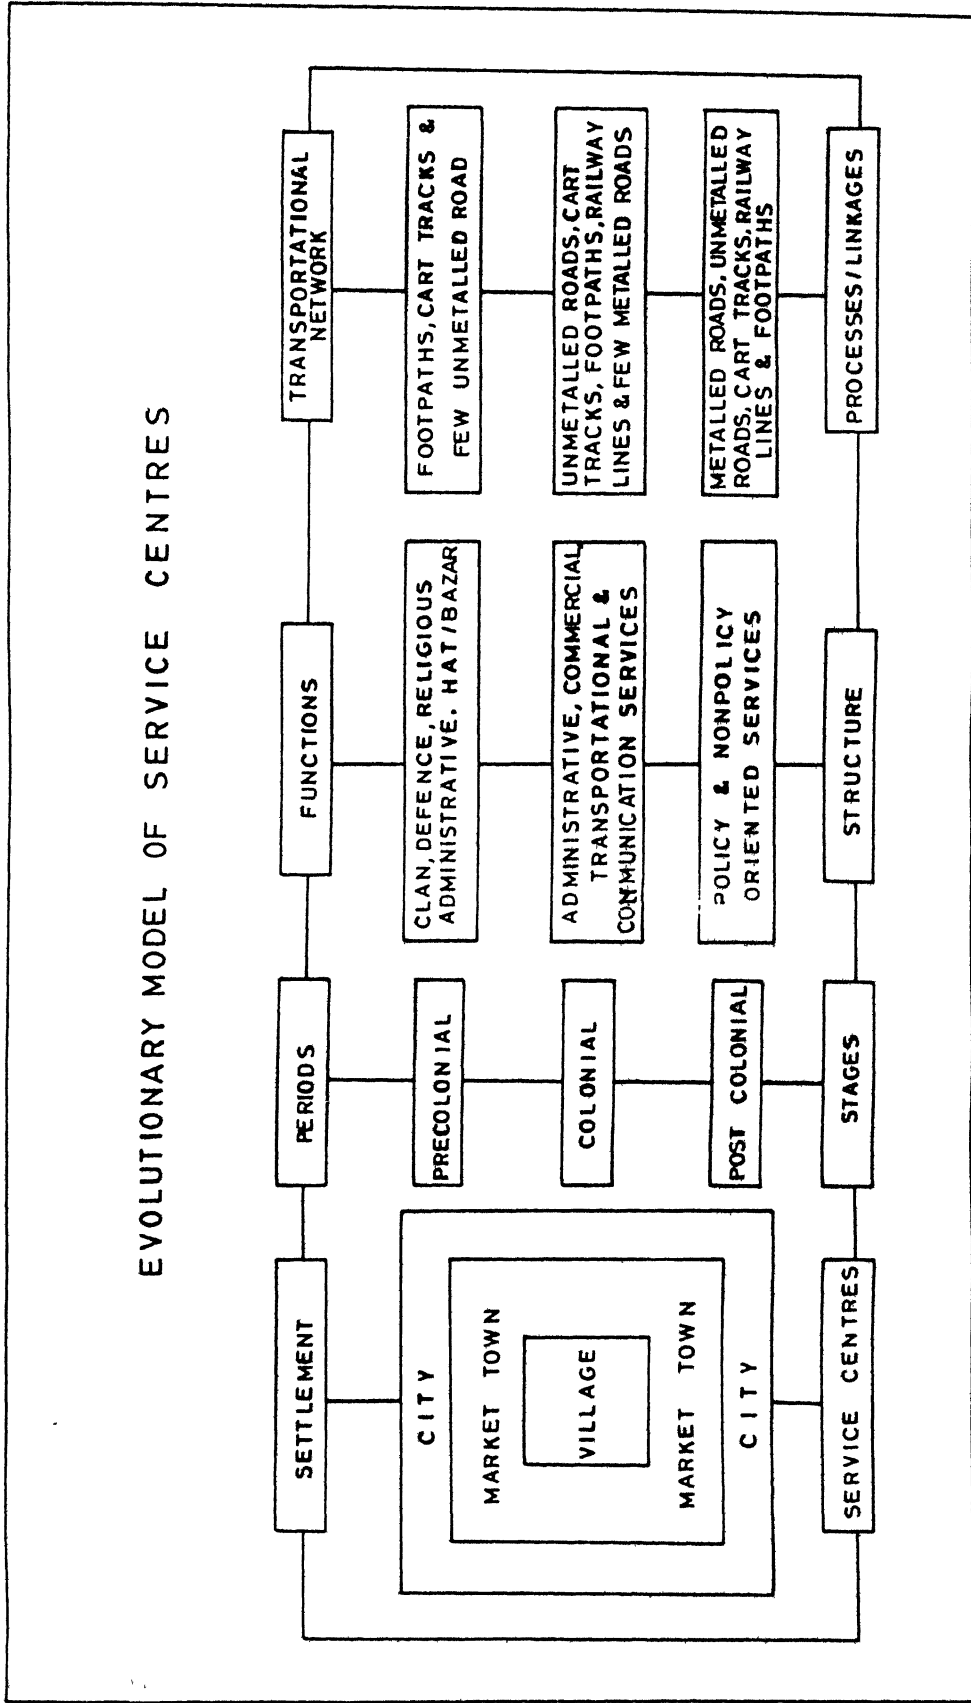 EVOLUTIONARY MODEL OF SERVICE CENTRES
SETTLEMENT
PERIODS
FUNCTIONS
TRANSPORTATIONAL
NETWORK
CITY
MARKET TOWN
VILLAGE
MARKET TOWN
CITY
PRECOLONIAL
CLAN, DEFENCE, RELIGIOUS
ADMINISTRATIVE. HAT/BAZAR
FOOTPATHS, CART TRACKS &
FEW UNMETALLED ROAD
COLONIAL
ADMINISTRATIVE, COMMERCIAL
TRANSPORTATIONAL &
COMMUNICATION SERVICES
UNMETALLED ROADS, CART
TRACKS, FOOTPATHS, RAILWAY
LINES & FEW METALLED ROADS
POST COLONIAL
POLICY & NONPOLICY
ORIENTED SERVICES
METALLED ROADS, UNMETALLED
ROADS, CART TRACKS, RAILWAY
LINES & FOOTPATHS
SERVICE CENTRES
STAGES
STRUCTURE
PROCESSES/LINKAGES